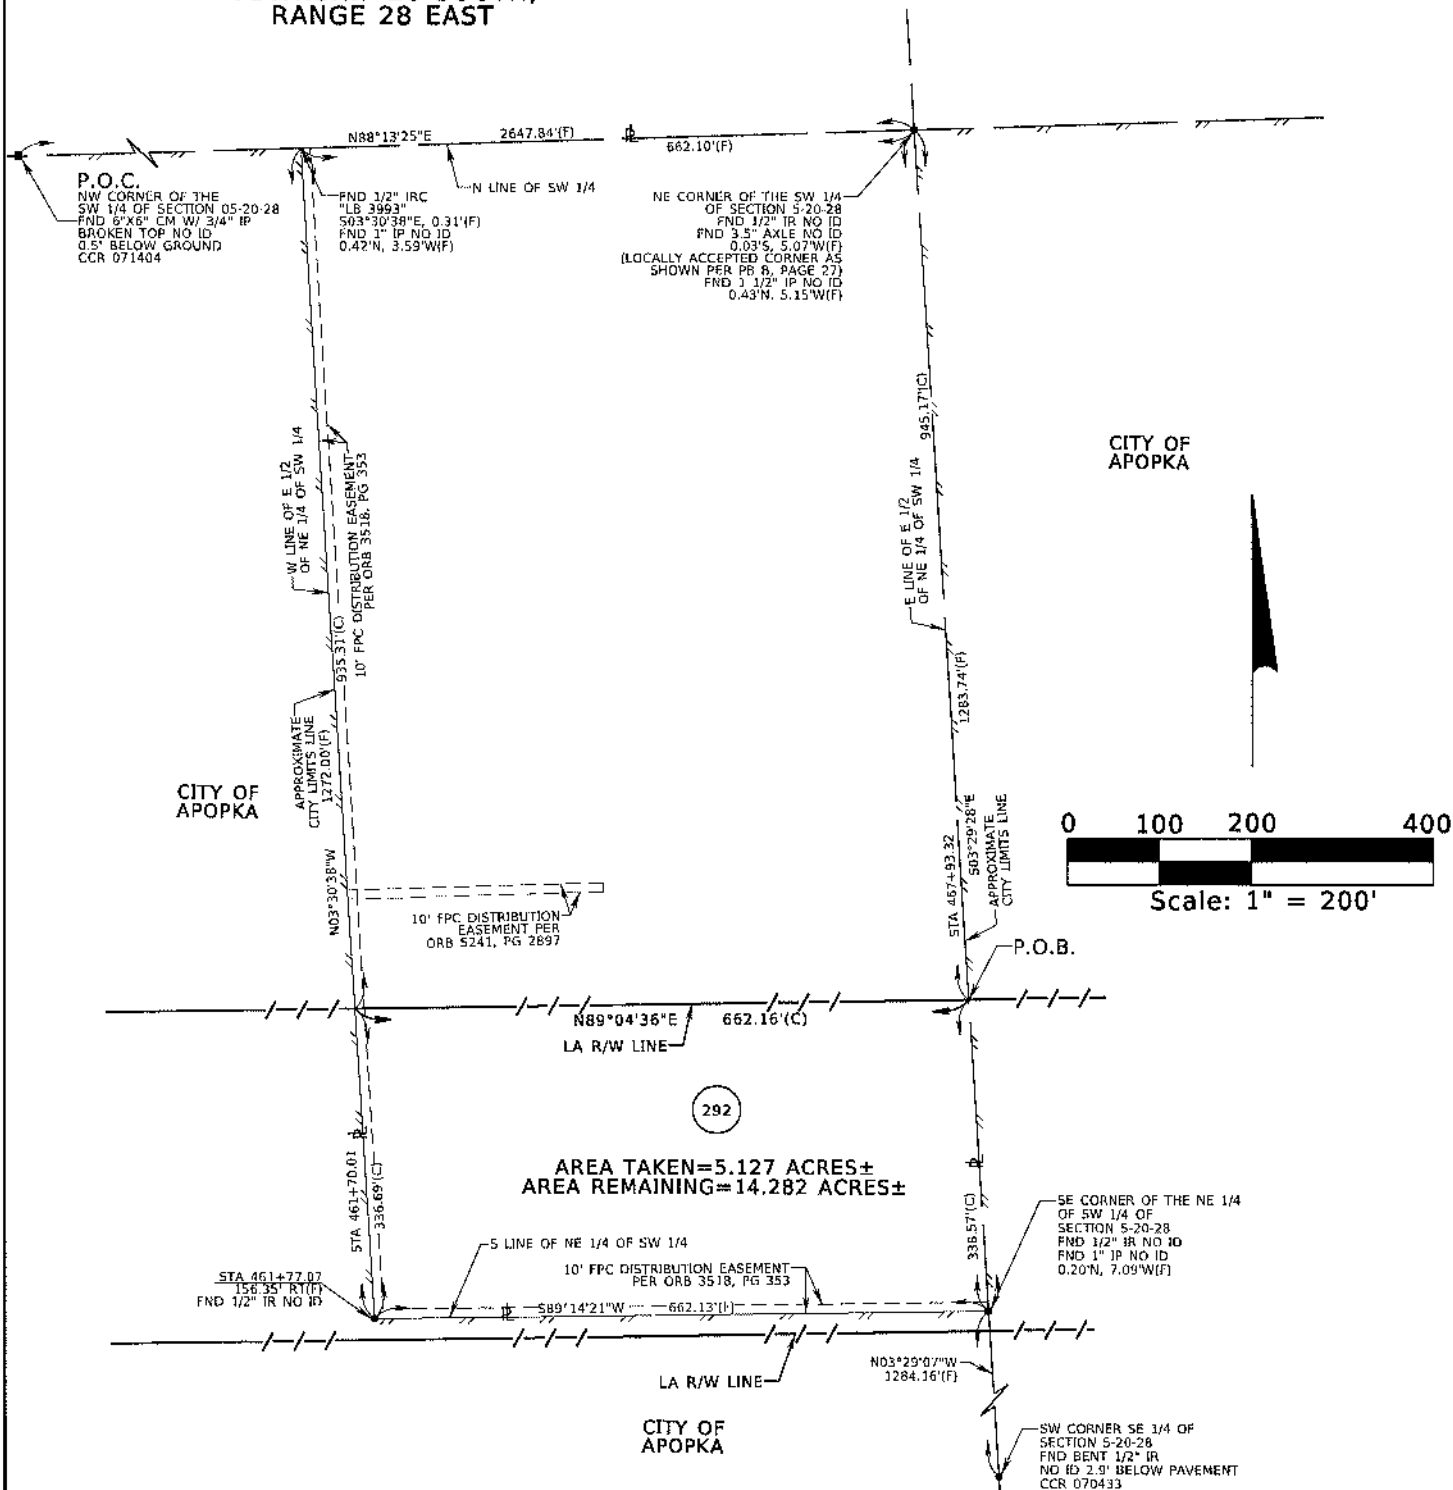 RANGE 28 EAST
N88°13'25"E 2647.84'(F)
662.10'(F)
P.O.C.
NW CORNER OF THE
SW 1/4 OF SECTION 05-20-28
FND 6"X6" CM W/ 3/4" IP
BROKEN TOP NO ID
0.5' BELOW GROUND
CCR 071404
FND 1/2" IRC
"LB 3993"
S03°30'38"E, 0.31'(F)
FND 1" IP NO ID
0.42'N, 3.59'W(F)
N LINE OF SW 1/4
NE CORNER OF THE SW 1/4
OF SECTION 5-20-28
FND 1/2" IR NO ID
FND 3.5" AXLE NO ID
0.03'S, 5.07'W(F)
(LOCALLY ACCEPTED CORNER AS
SHOWN PER PB 8, PAGE 27)
FND 1 1/2" IP NO ID
0.43'N, 5.15'W(F)
W LINE OF E 1/2
OF NE 1/4 OF SW 1/4
10' FPC DISTRIBUTION EASEMENT
PER ORB 3518, PG 353
935.31'(C)
945.17'(C)
E LINE OF E 1/2
OF NE 1/4 OF SW 1/4
1283.74'(F)
CITY OF
APOPKA
APPROXIMATE
CITY LIMITS LINE
1272.00'(F)
CITY OF
APOPKA
N03°30'38"W
10' FPC DISTRIBUTION
EASEMENT PER
ORB 5241, PG 2897
STA 467+93.32
S03°29'28"E
APPROXIMATE
CITY LIMITS LINE
0 100 200 400
Scale: 1" = 200'
P.O.B.
N89°04'36"E 662.16'(C)
LA R/W LINE
292
AREA TAKEN=5.127 ACRES±
AREA REMAINING=14.282 ACRES±
STA 461+70.01
336.69'(C)
338.57'(C)
SE CORNER OF THE NE 1/4
OF SW 1/4 OF
SECTION 5-20-28
FND 1/2" IR NO ID
FND 1" IP NO ID
0.20'N, 7.09'W(F)
S LINE OF NE 1/4 OF SW 1/4
10' FPC DISTRIBUTION EASEMENT
PER ORB 3518, PG 353
STA 461+77.07
156.35' RT(F)
FND 1/2" IR NO ID
S89°14'21"W 662.13'(F)
LA R/W LINE
N03°29'07"W
1284.16'(F)
CITY OF
APOPKA
SW CORNER SE 1/4 OF
SECTION 5-20-28
FND BENT 1/2" IR
NO ID 2.9' BELOW PAVEMENT
CCR 070433